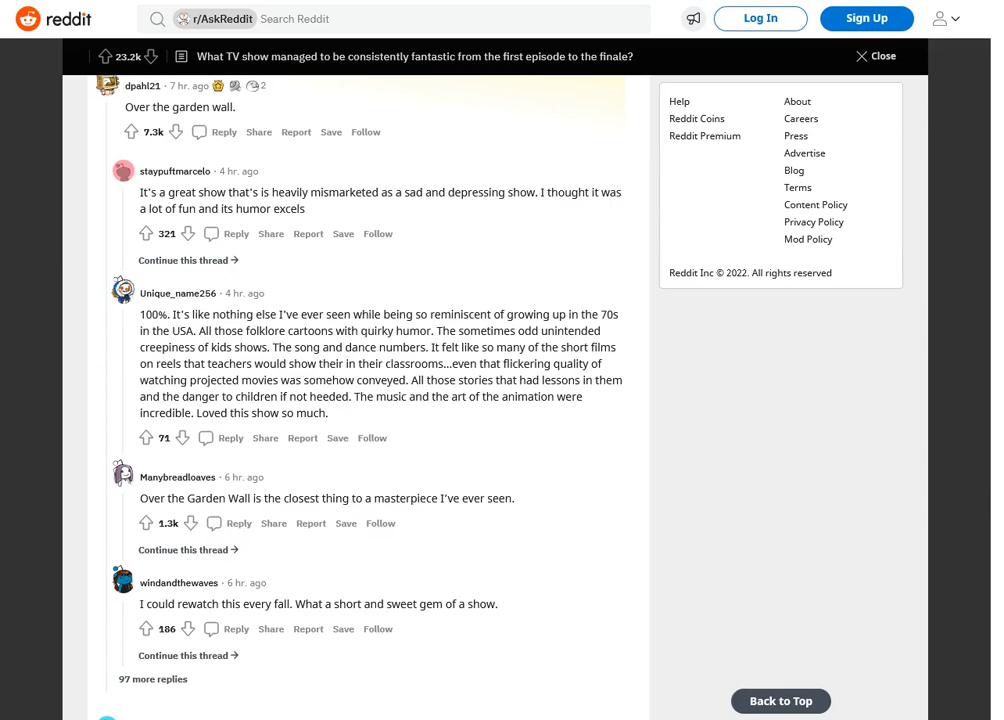 reddit
r/AskReddit Search Reddit
Log In
Sign Up
23.2k What TV show managed to be consistently fantastic from the first episode to the finale?
Close
dpahl21 · 7 hr. ago 2
Over the garden wall.
7.3k Reply Share Report Save Follow
staypuftmarcelo · 4 hr. ago
It's a great show that's is heavily mismarketed as a sad and depressing show. I thought it was
a lot of fun and its humor excels
321 Reply Share Report Save Follow
Continue this thread →
Unique_name256 · 4 hr. ago
100%. It's like nothing else I've ever seen while being so reminiscent of growing up in the 70s
in the USA. All those folklore cartoons with quirky humor. The sometimes odd unintended
creepiness of kids shows. The song and dance numbers. It felt like so many of the short films
on reels that teachers would show their in their classrooms...even that flickering quality of
watching projected movies was somehow conveyed. All those stories that had lessons in them
and the danger to children if not heeded. The music and the art of the animation were
incredible. Loved this show so much.
71 Reply Share Report Save Follow
Manybreadloaves · 6 hr. ago
Over the Garden Wall is the closest thing to a masterpiece I've ever seen.
1.3k Reply Share Report Save Follow
Continue this thread →
windandthewaves · 6 hr. ago
I could rewatch this every fall. What a short and sweet gem of a show.
186 Reply Share Report Save Follow
Continue this thread →
97 more replies
Help
Reddit Coins
Reddit Premium
About
Careers
Press
Advertise
Blog
Terms
Content Policy
Privacy Policy
Mod Policy
Reddit Inc © 2022. All rights reserved
Back to Top